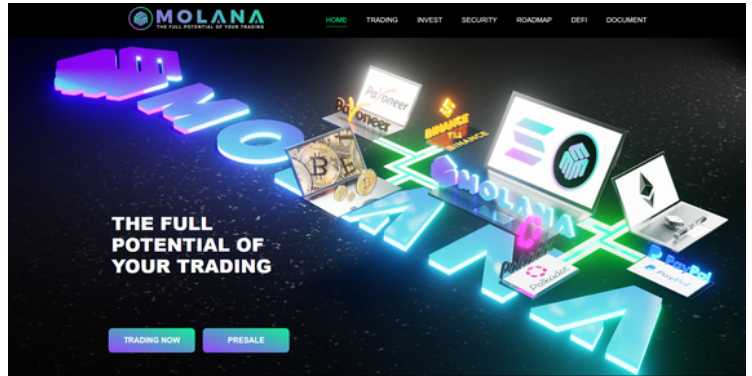 MOLANA
THE FULL POTENTIAL OF YOUR TRADING
HOME TRADING INVEST SECURITY ROADMAP DEFI DOCUMENT
MOLANA
Payoneer
Payoneer
BINANCE
BINANCE
MOLANA
Polkadot
Polkadot
PayPal
PayPal
THE FULL
POTENTIAL OF
YOUR TRADING
TRADING NOW PRESALE